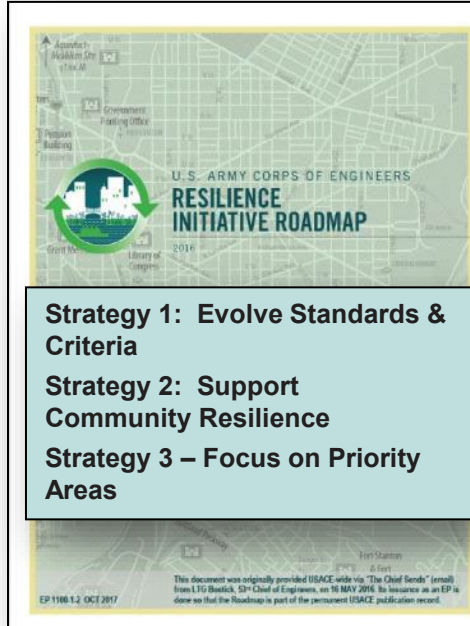 Government
Printing Office
Pension
Building
U.S. ARMY CORPS OF ENGINEERS
RESILIENCE
INITIATIVE ROADMAP
2016
Library of
Congress
Strategy 1: Evolve Standards &
Criteria
Strategy 2: Support
Community Resilience
Strategy 3 – Focus on Priority
Areas
Fort Stanton
This document was originally provided USACE-wide via "The Chief Sends" (email)
from LTG Bostick, 53rd Chief of Engineers, on 16 MAY 2016. Its issuance as an EP is
done so that the Roadmap is part of the permanent USACE publication record.
EP 1100-1-2 OCT 2017